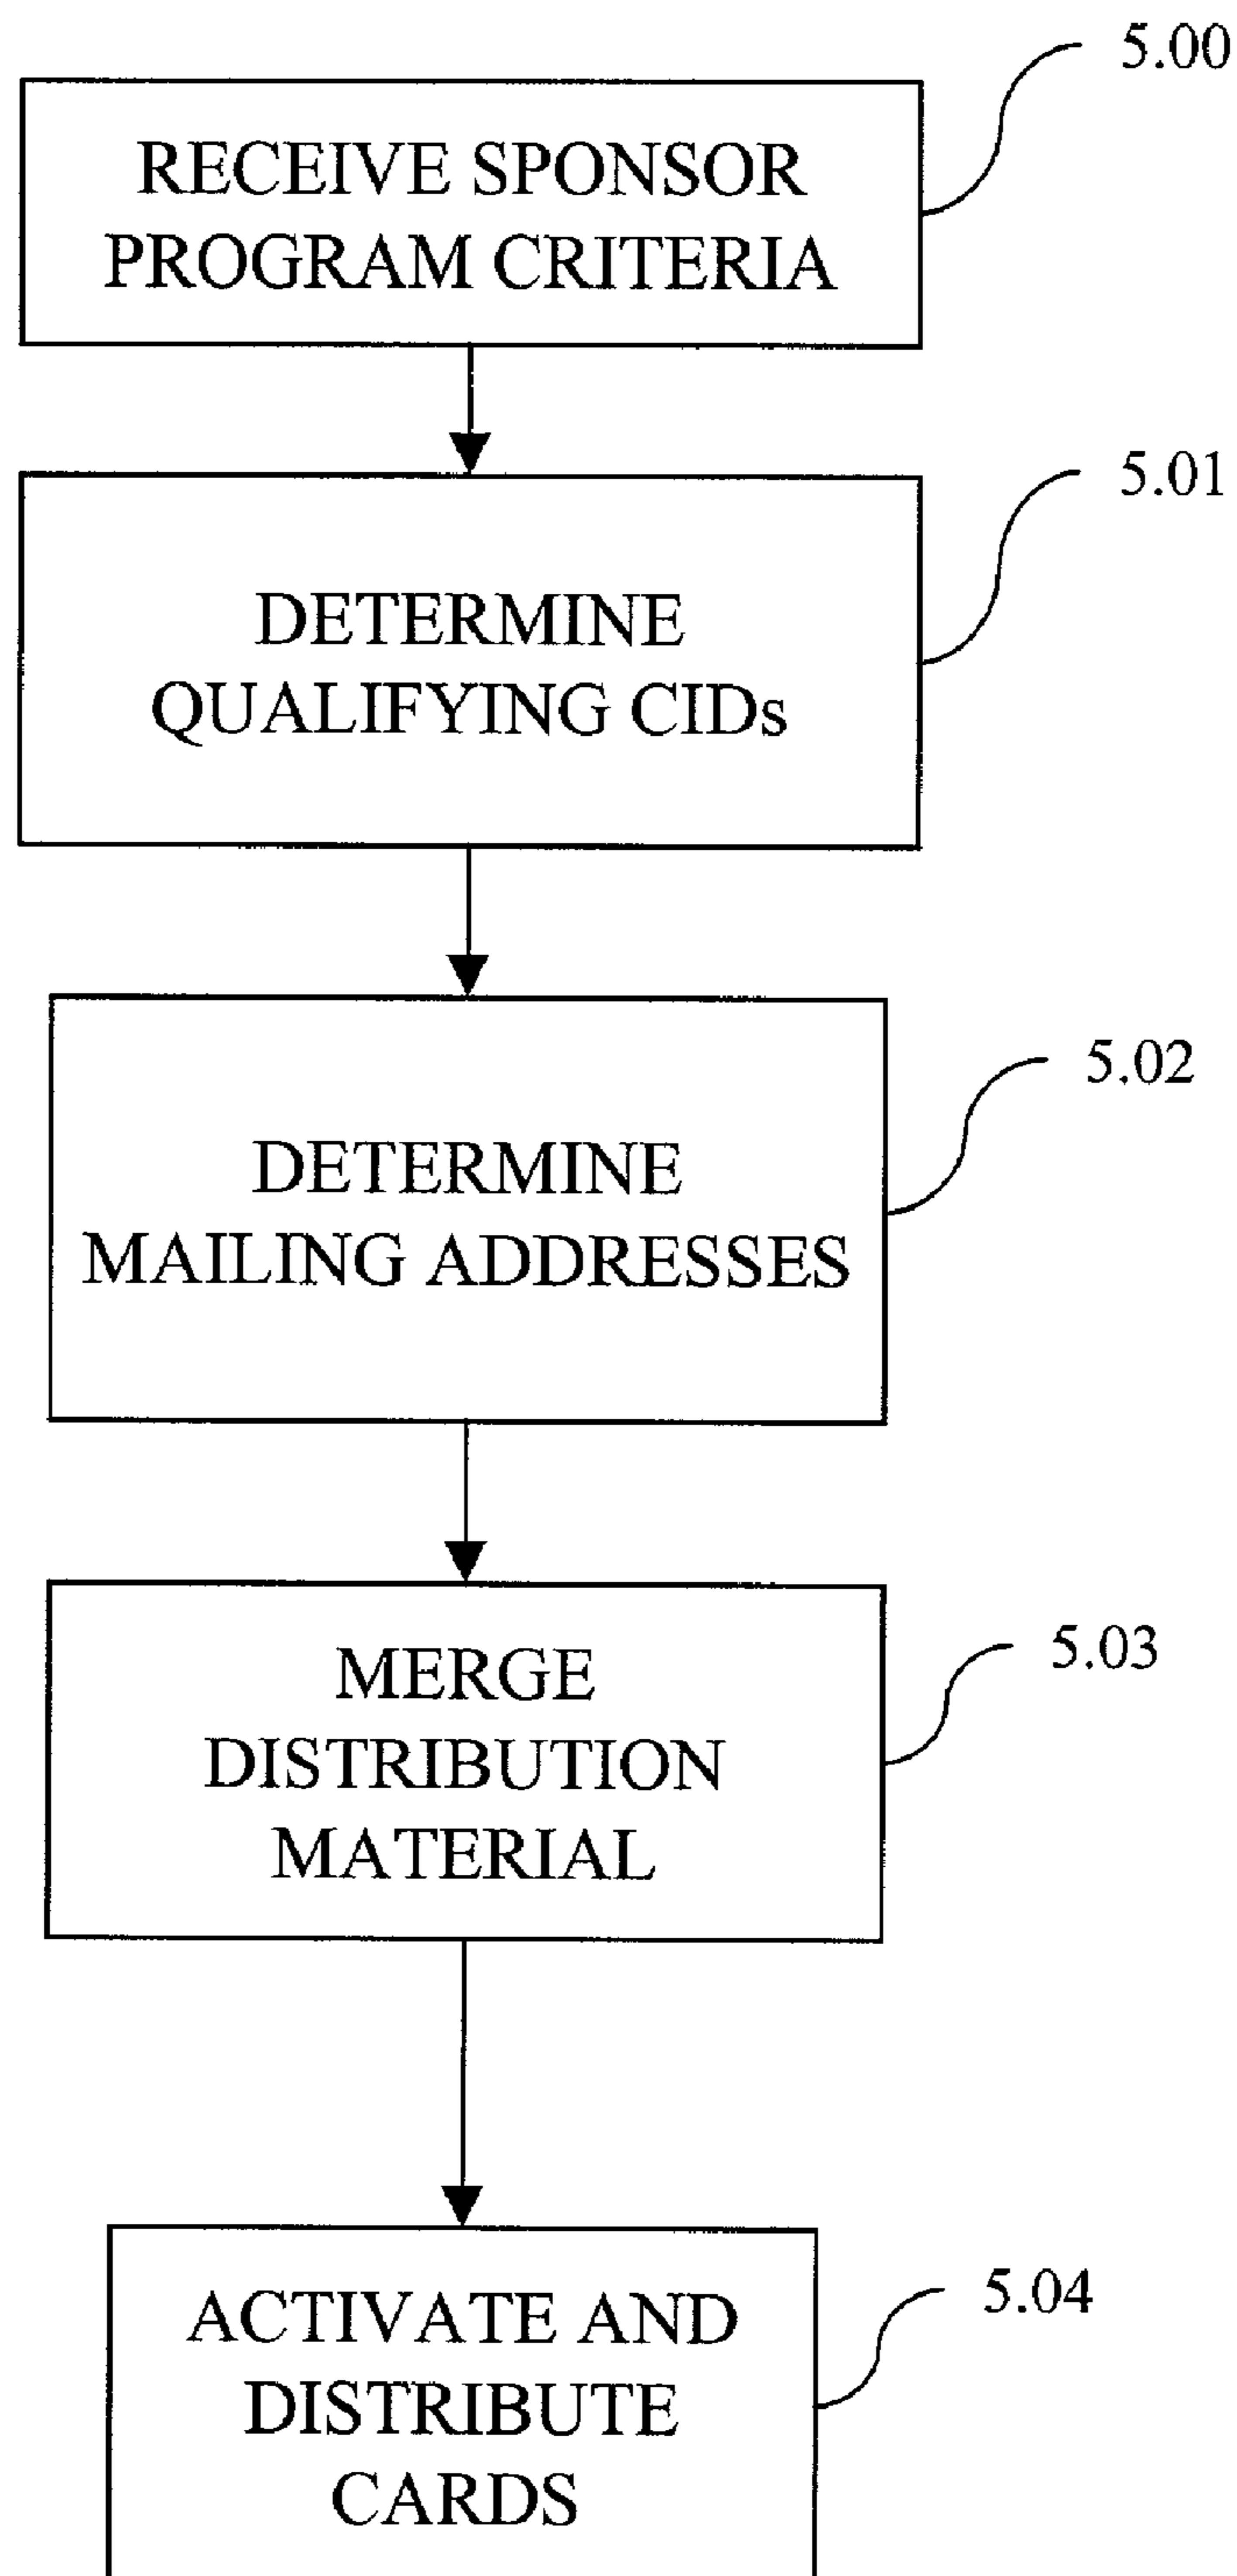 5.00
RECEIVE SPONSOR
PROGRAM CRITERIA
5.01
DETERMINE
QUALIFYING CIDs
5.02
DETERMINE
MAILING ADDRESSES
5.03
MERGE
DISTRIBUTION
MATERIAL
5.04
ACTIVATE AND
DISTRIBUTE
CARDS